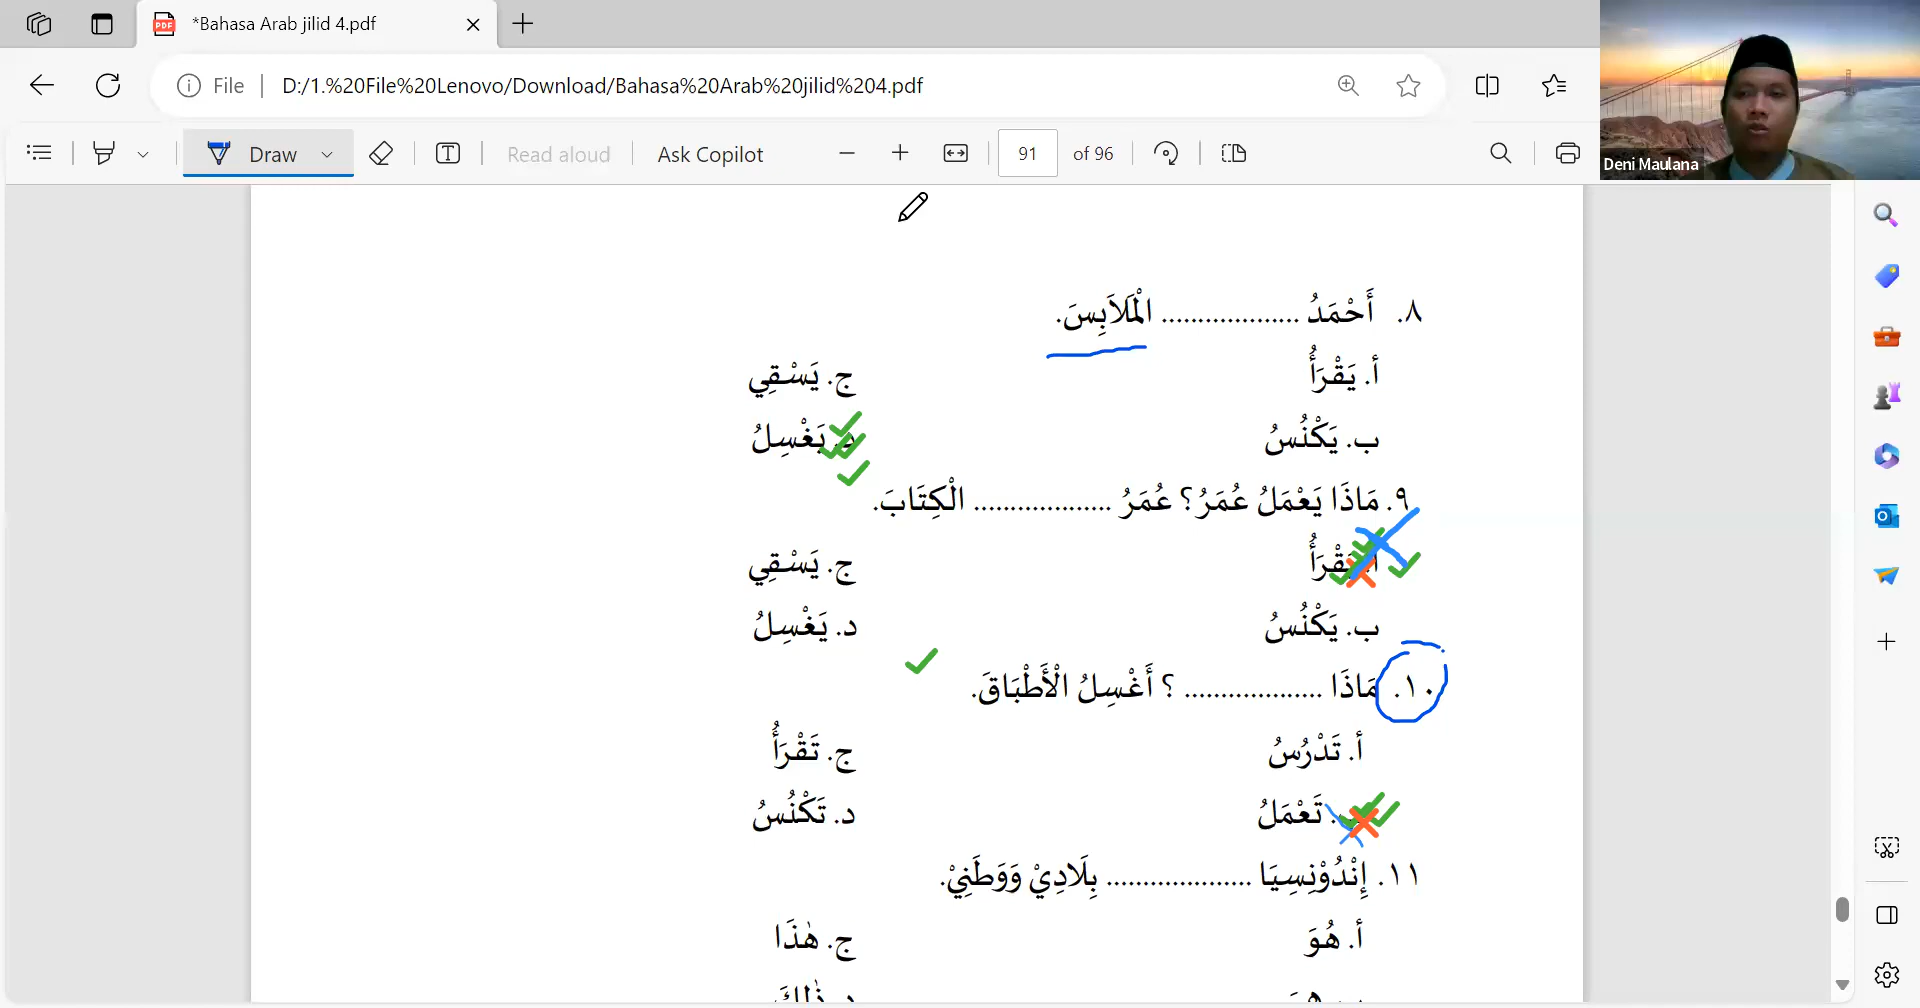 *Bahasa Arab jilid 4.pdf
File D:/1.%20File%20Lenovo/Download/Bahasa%20Arab%20jilid%204.pdf
Draw Read aloud Ask Copilot 91 of 96
Deni Maulana
٨. أَحْمَدُ ................... الْمَلَابِسَ.
أ. يَقْرَأُ ج. يَسْقِي
ب. يَكْنُسُ د. يَغْسِلُ
٩. مَاذَا يَعْمَلُ عُمَرُ؟ عُمَرُ ................... الْكِتَابَ.
يَقْرَأُ ج. يَسْقِي
ب. يَكْنُسُ د. يَغْسِلُ
١٠. مَاذَا ................... ؟ أَغْسِلُ الْأَطْبَاقَ.
أ. تَدْرُسُ ج. تَقْرَأُ
تَعْمَلُ د. تَكْنُسُ
١١. إِنْدُوْنِسِيَا .................... بِلَادِيْ وَوَطَنِيْ.
أ. هُوَ ج. هٰذَا